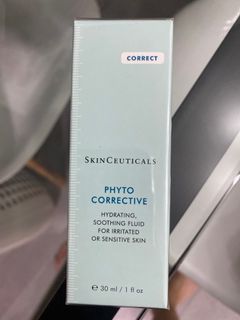 CORRECT
SKINCEUTICALS
PHYTO
CORRECTIVE
HYDRATING,
SOOTHING FLUID
FOR IRRITATED
OR SENSITIVE SKIN
℮ 30 ml / 1 fl oz